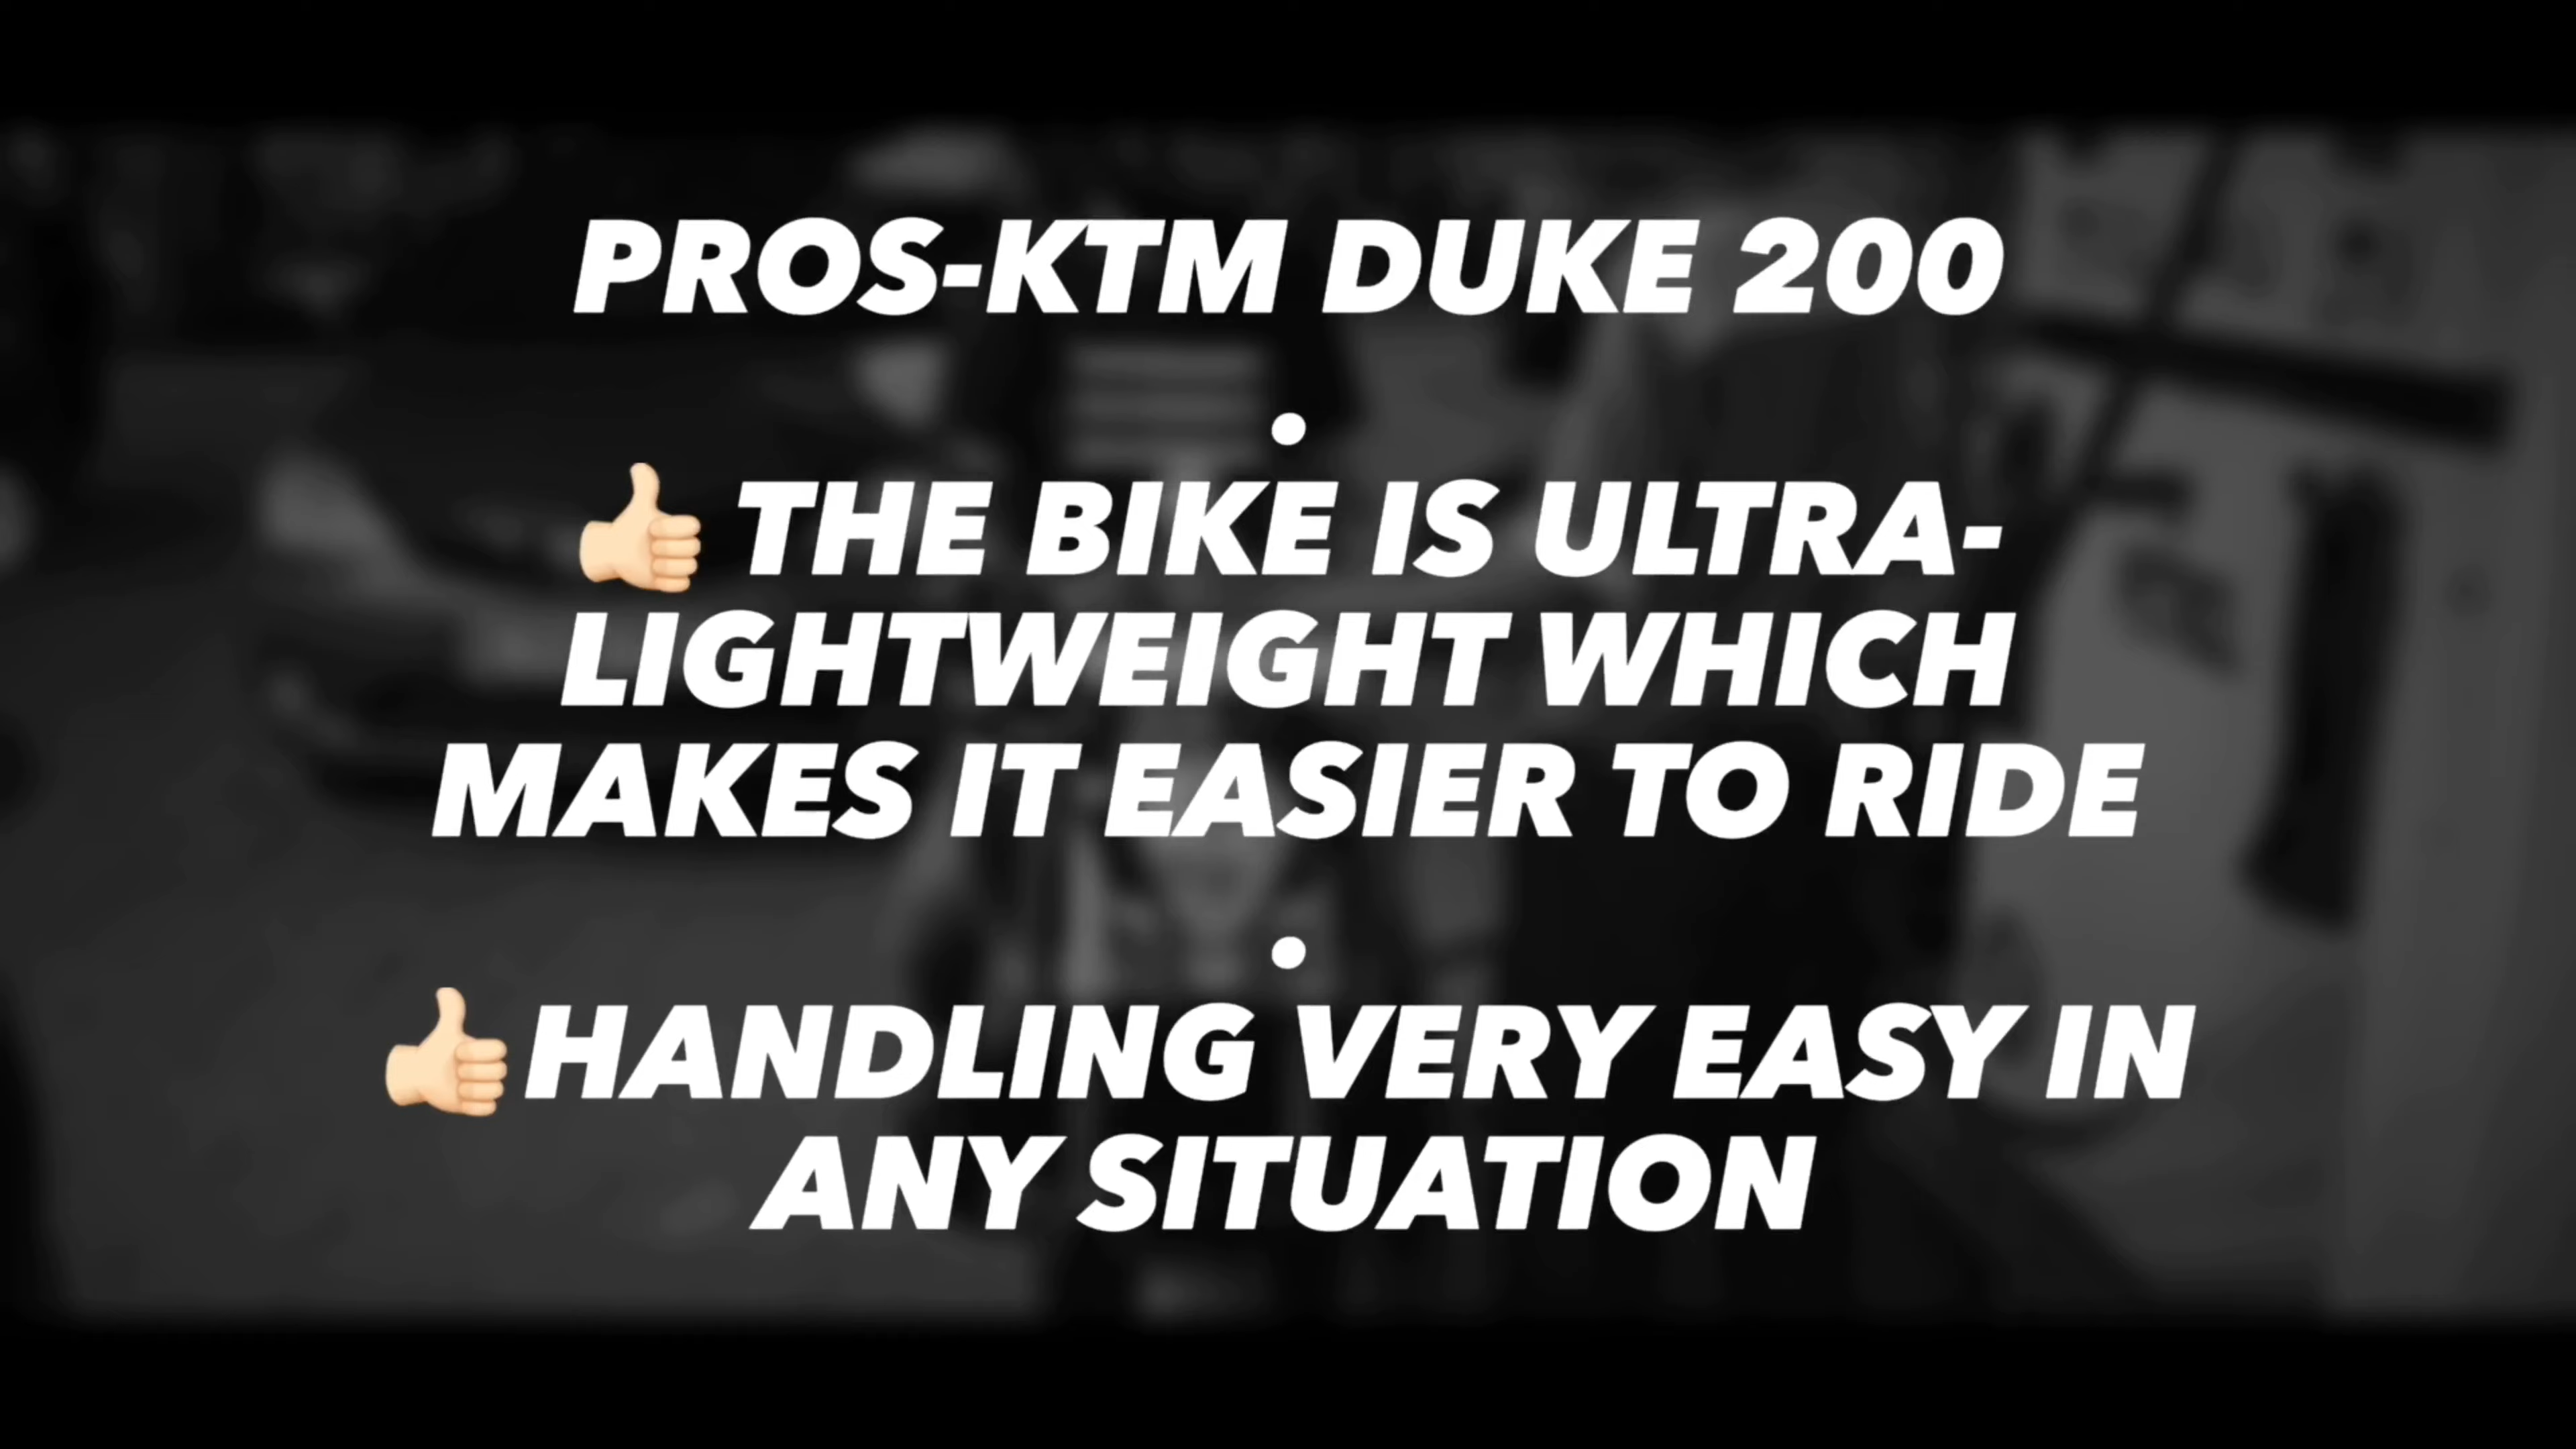 PROS-KTM DUKE 200
.
👍🏻 THE BIKE IS ULTRA-
LIGHTWEIGHT WHICH
MAKES IT EASIER TO RIDE
.
👍🏻HANDLING VERY EASY IN
ANY SITUATION